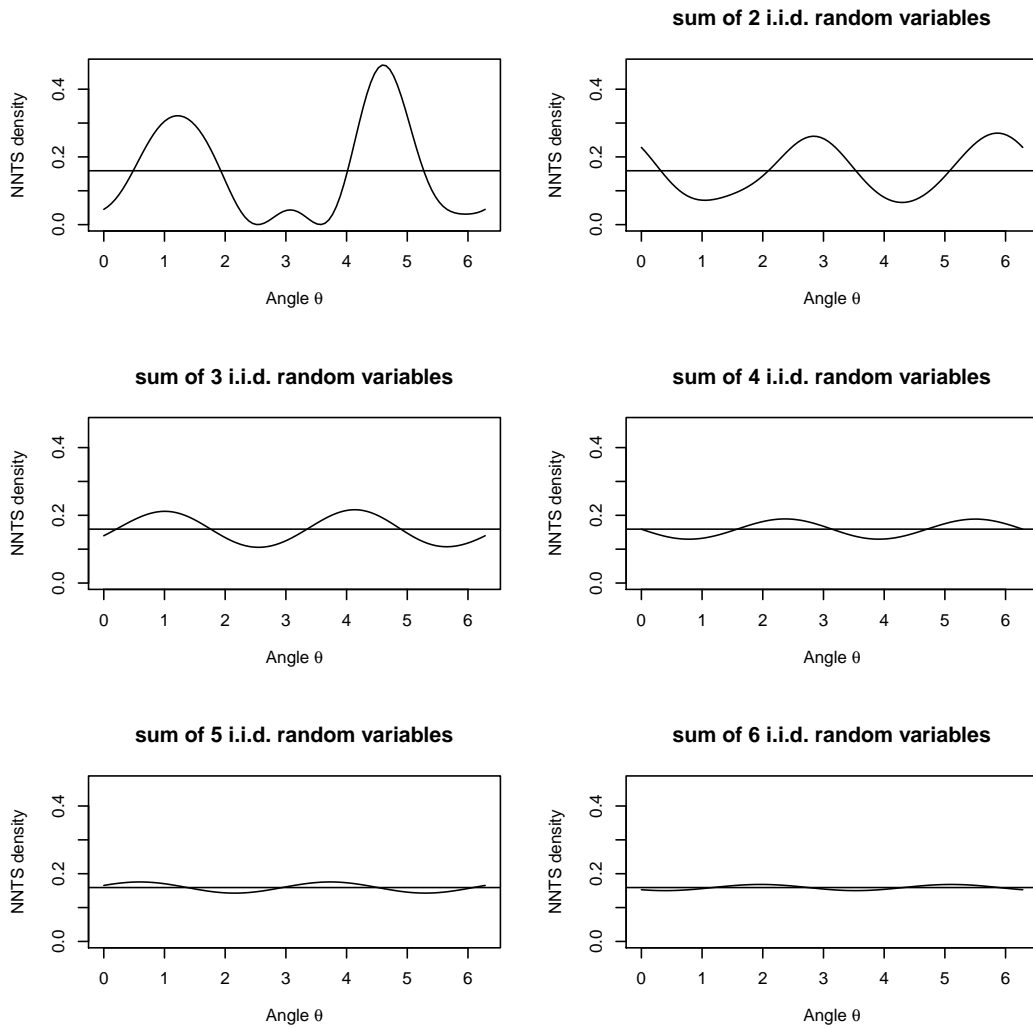 NNTS density
0.0 0.2 0.4
0 1 2 3 4 5 6
Angle θ
sum of 2 i.i.d. random variables
NNTS density
0.0 0.2 0.4
0 1 2 3 4 5 6
Angle θ
sum of 3 i.i.d. random variables
NNTS density
0.0 0.2 0.4
0 1 2 3 4 5 6
Angle θ
sum of 4 i.i.d. random variables
NNTS density
0.0 0.2 0.4
0 1 2 3 4 5 6
Angle θ
sum of 5 i.i.d. random variables
NNTS density
0.0 0.2 0.4
0 1 2 3 4 5 6
Angle θ
sum of 6 i.i.d. random variables
NNTS density
0.0 0.2 0.4
0 1 2 3 4 5 6
Angle θ